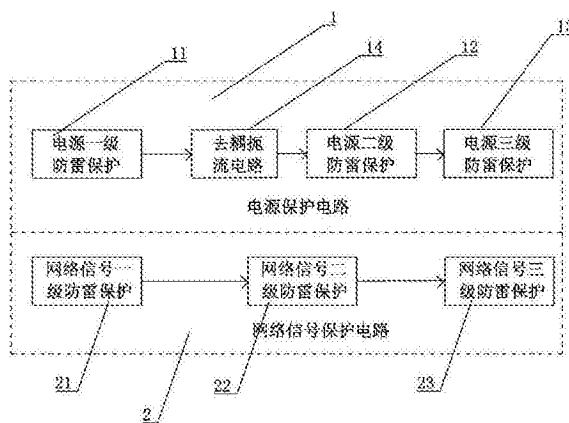 1
11
14
12
电源一级
防雷保护
去耦扼
流电路
电源二级
防雷保护
电源三级
防雷保护
电源保护电路
网络信号一
级防雷保护
网络信号二
级防雷保护
网络信号三
级防雷保护
网络信号保护电路
21
2
22
23